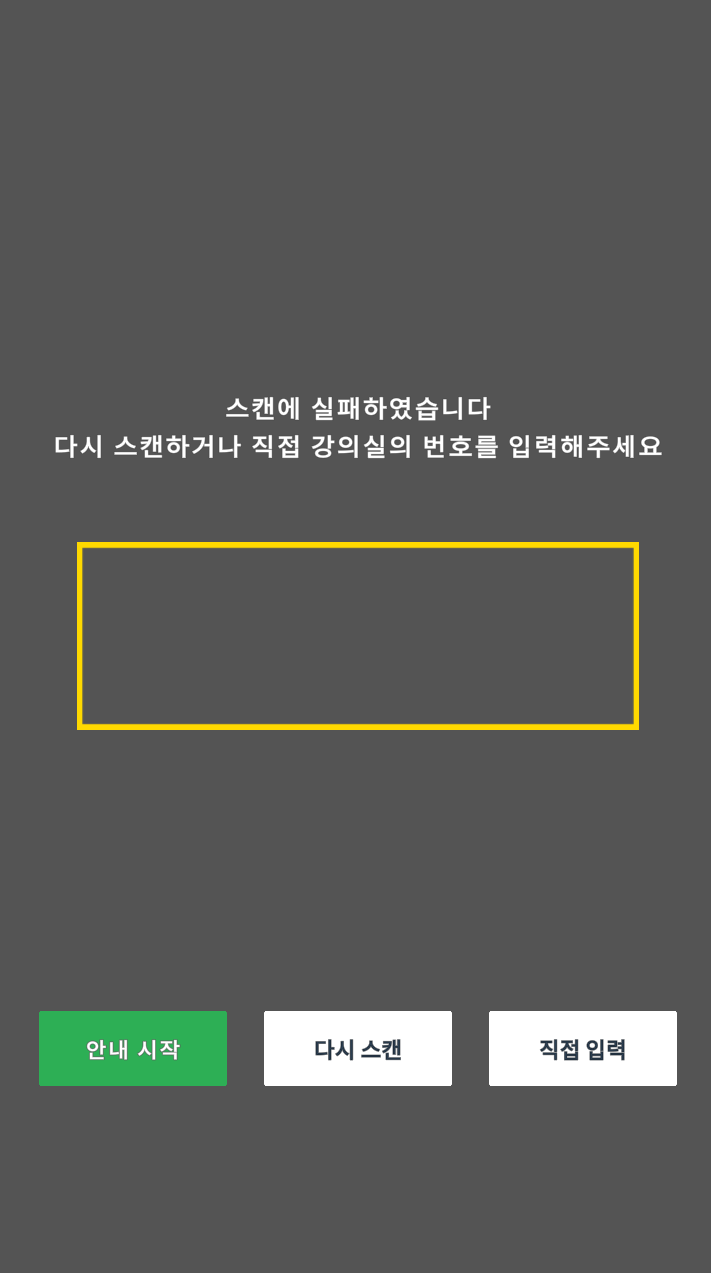 스캔에 실패하였습니다
다시 스캔하거나 직접 강의실의 번호를 입력해주세요
안내 시작
다시 스캔
직접 입력